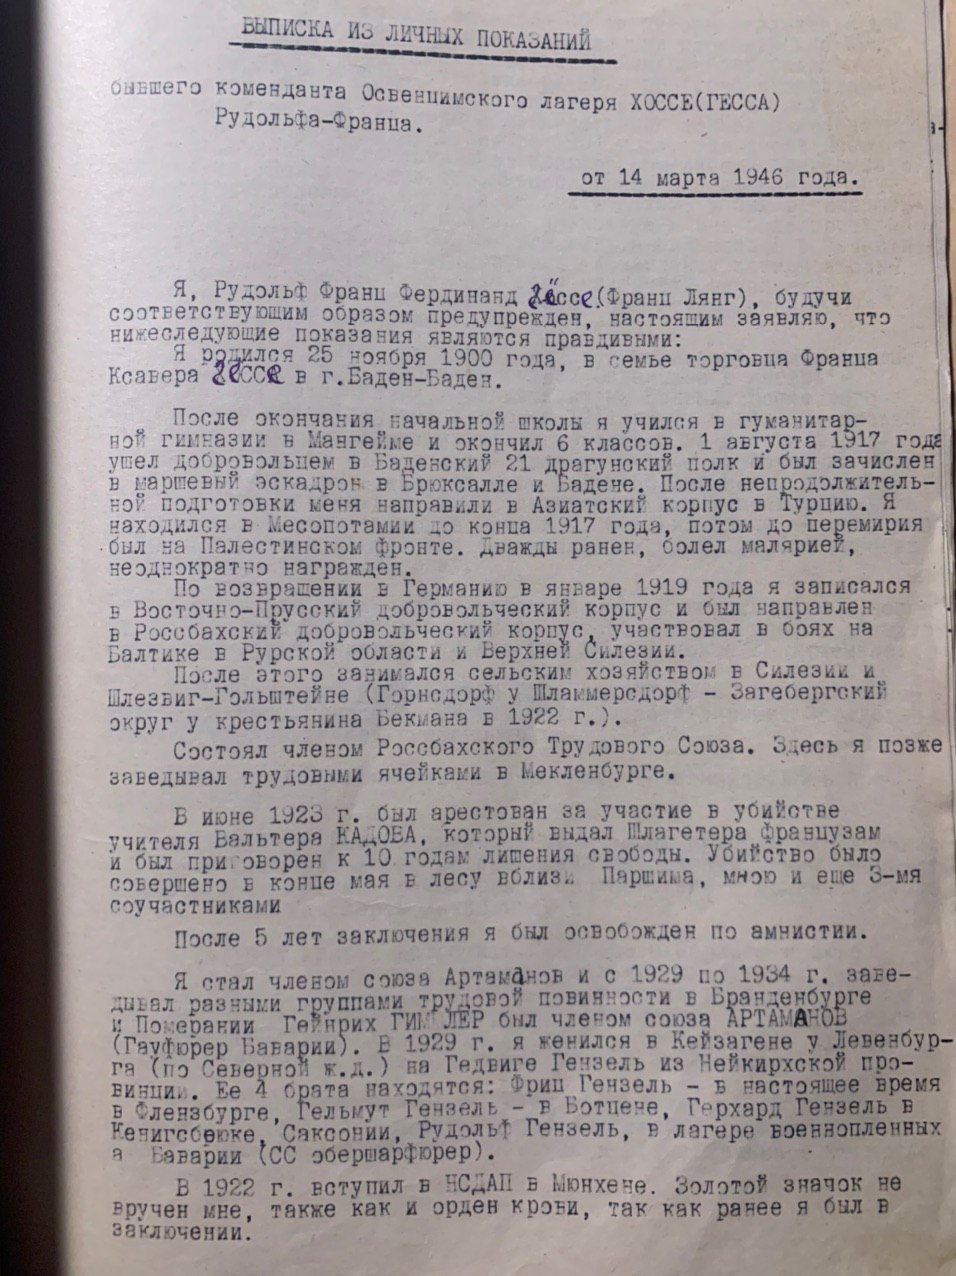 ВЫПИСКА ИЗ ЛИЧНЫХ ПОКАЗАНИЙ
бывшего коменданта Освенцимского лагеря ХОССЕ(ГЕССА)
Рудольфа-Франца.
от 14 марта 1946 года.
Я, Рудольф Франц Фердинанд Гёссе(Франц Лянг), будучи
соответствующим образом предупрежден, настоящим заявляю, что
нижеследующие показания являются правдивыми:
Я родился 25 ноября 1900 года, в семье торговца Франца
Ксавера Гессе в г.Баден-Баден.
После окончания начальной школы я учился в гуманитар-
ной гимназии в Мангейме и окончил 6 классов. 1 августа 1917 года
ушел добровольцем в Баденский 21 драгунский полк и был зачислен
в маршевый эскадрон в Брюксалле и Бадене. После непродолжитель-
ной подготовки меня направили в Азиатский корпус в Турцию. Я
находился в Месопотамии до конца 1917 года, потом до перемирия
был на Палестинском фронте. Дважды ранен, болел малярией,
неоднократно награжден.
По возвращении в Германию в январе 1919 года я записался
в Восточно-Прусский добровольческий корпус и был направлен
в Россбахский добровольческий корпус, участвовал в боях на
Балтике в Рурской области и Верхней Силезии.
После этого занимался сельским хозяйством в Силезии и
Шлезвиг-Гольштейне (Горнсдорф у Шламмерсдорф - Загебергский
округ у крестьянина Бекмана в 1922 г.).
Состоял членом Россбахского Трудового Союза. Здесь я позже
заведывал трудовыми ячейками в Мекленбурге.
В июне 1923 г. был арестован за участие в убийстве
учителя Вальтера КАДОВА, который выдал Шлагетера французам
и был приговорен к 10 годам лишения свободы. Убийство было
совершено в конце мая в лесу вблизи Паршима, мною и еще 3-мя
соучастниками
После 5 лет заключения я был освобожден по амнистии.
Я стал членом союза Артаманов и с 1929 по 1934 г. заве-
дывал разными группами трудовой повинности в Бранденбурге
и Померании Гейнрих ГИМЛЕР был членом союза АРТАМАНОВ
(Гауфюрер Баварии). В 1929 г. я женился в Кейзагене у Левенбур-
га (по Северной ж.д.) на Гедвиге Гензель из Нейкирхской про-
винции. Ее 4 брата находятся: Фриц Гензель - в настоящее время
в Флензбурге, Гельмут Гензель - в Ботцене, Герхард Гензель в
Кенигсбрюке, Саксонии, Рудольф Гензель, в лагере военнопленных
а Баварии (СС обершарфюрер).
В 1922 г. вступил в НСДАП в Мюнхене. Золотой значок не
вручен мне, также как и орден крови, так как ранее я был в
заключении.